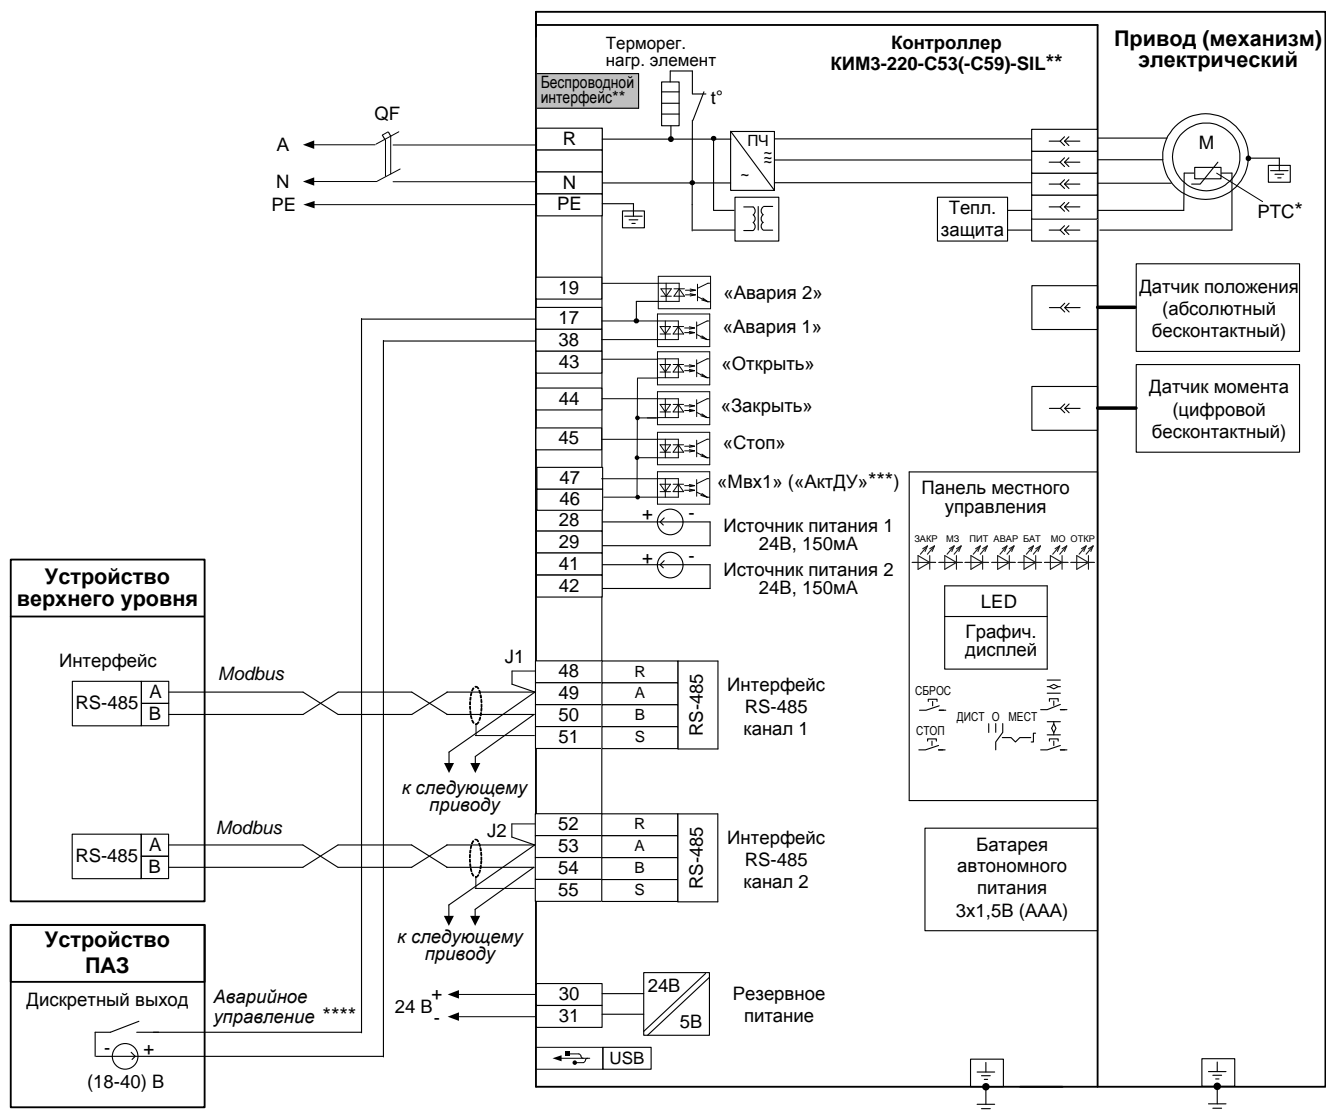 Контроллер
КИМ3-220-С53(-С59)-SIL**
Привод (механизм)
электрический
Терморег.
нагр. элемент
t°
Беспроводной
интерфейс**
QF
A
N
PE
R
N
PE
ПЧ
~
M
PTC*
Тепл.
защита
19
17
38
43
44
45
47
46
28
29
41
42
«Авария 2»
«Авария 1»
«Открыть»
«Закрыть»
«Стоп»
«Мвх1» («АктДУ»***)
+ -
Источник питания 1
24В, 150мА
+ -
Источник питания 2
24В, 150мА
Датчик положения
(абсолютный
бесконтактный)
Датчик момента
(цифровой
бесконтактный)
Панель местного
управления
ЗАКР МЗ ПИТ АВАР БАТ МО ОТКР
LED
Графич.
дисплей
СБРОС
СТОП
ДИСТ О МЕСТ
Устройство
верхнего уровня
Интерфейс
RS-485
A
B
Modbus
J1
48 R
49 A
50 B
51 S
RS-485
Интерфейс
RS-485
канал 1
к следующему
приводу
RS-485
A
B
Modbus
J2
52 R
53 A
54 B
55 S
RS-485
Интерфейс
RS-485
канал 2
к следующему
приводу
Батарея
автономного
питания
3х1,5В (ААА)
Устройство
ПАЗ
Дискретный выход
- +
(18-40) В
Аварийное
управление ****
24 В
+
-
30
31
24В
5В
Резервное
питание
USB